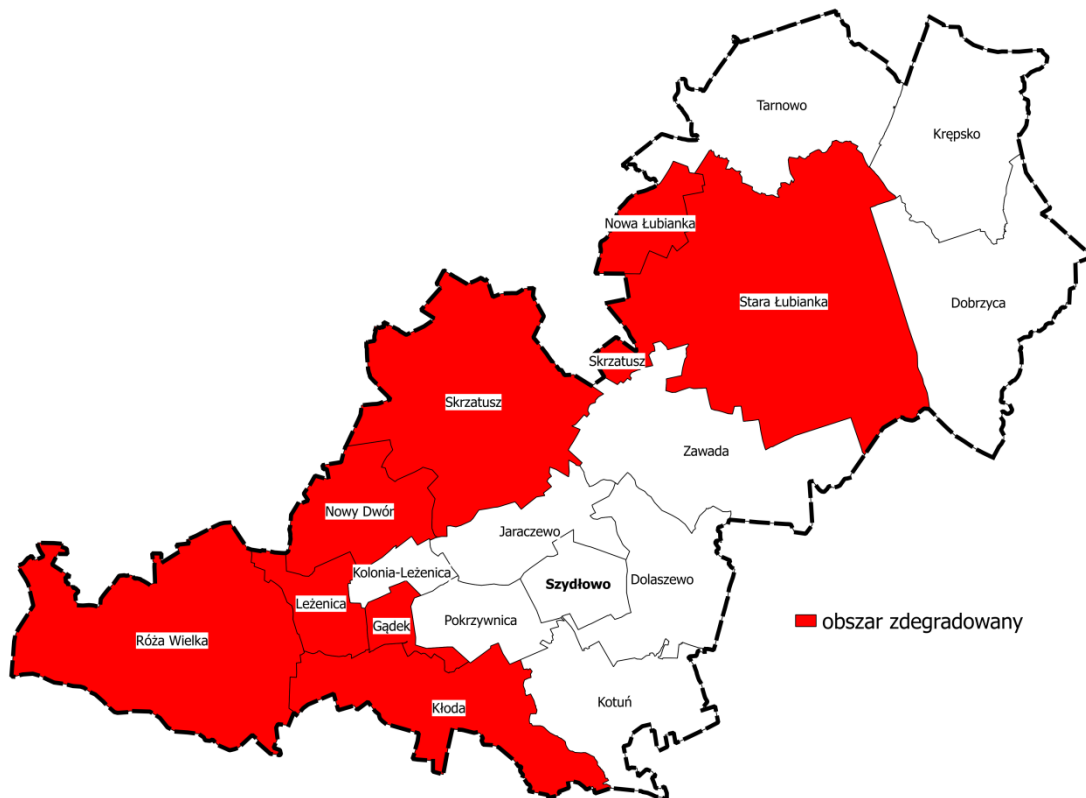 Tarnowo
Krępsko
Nowa Łubianka
Stara Łubianka
Dobrzyca
Skrzatusz
Skrzatusz
Zawada
Nowy Dwór
Jaraczewo
Kolonia-Leżenica
Szydłowo
Dolaszewo
Leżenica
Gądek
Pokrzywnica
obszar zdegradowany
Róża Wielka
Kłoda
Kotuń